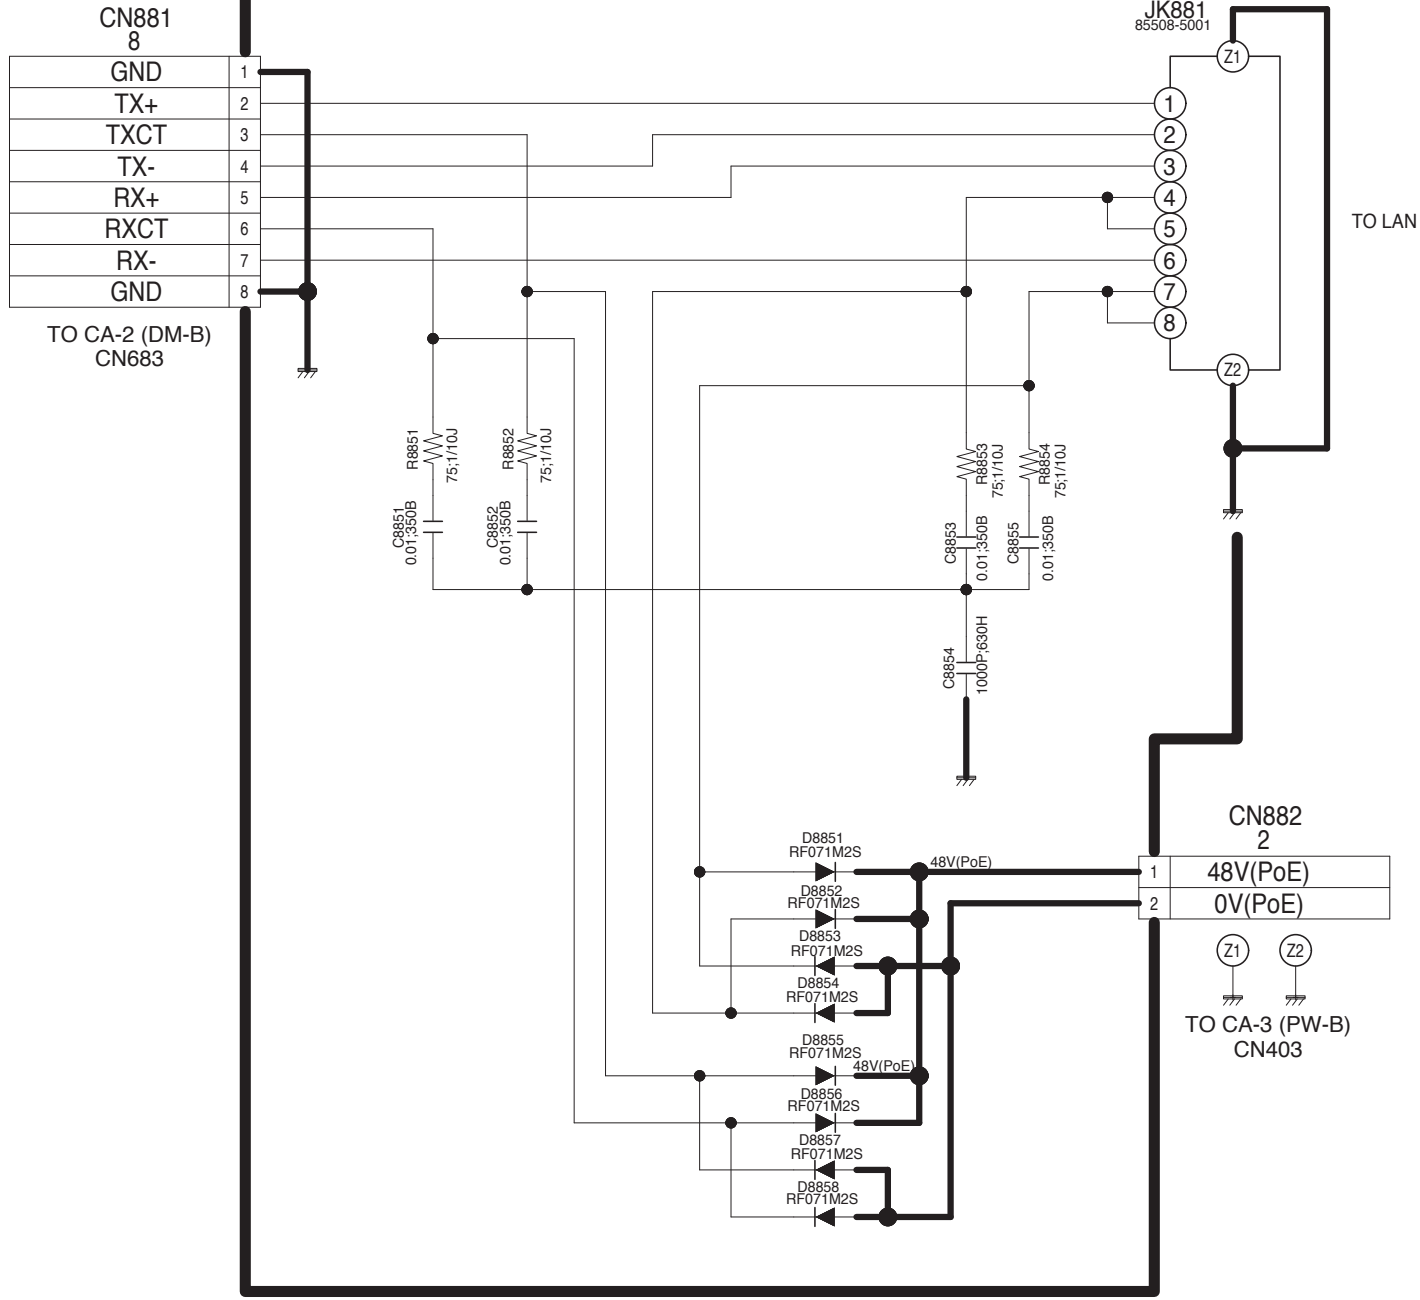 CN881
8
GND 1
TX+ 2
TXCT 3
TX- 4
RX+ 5
RXCT 6
RX- 7
GND 8
TO CA-2 (DM-B)
CN683
JK881
85508-5001
Z1
1
2
3
4
5
6
7
8
Z2
TO LAN
R8851
75;1/10J
R8852
75;1/10J
C8851
0.01;350B
C8852
0.01;350B
R8853
75;1/10J
R8854
75;1/10J
C8853
0.01;350B
C8855
0.01;350B
C8854
1000P;630H
D8851
RF071M2S
48V(PoE)
D8852
RF071M2S
D8853
RF071M2S
D8854
RF071M2S
D8855
RF071M2S
48V(PoE)
D8856
RF071M2S
D8857
RF071M2S
D8858
RF071M2S
CN882
2
1 48V(PoE)
2 0V(PoE)
Z1 Z2
TO CA-3 (PW-B)
CN403